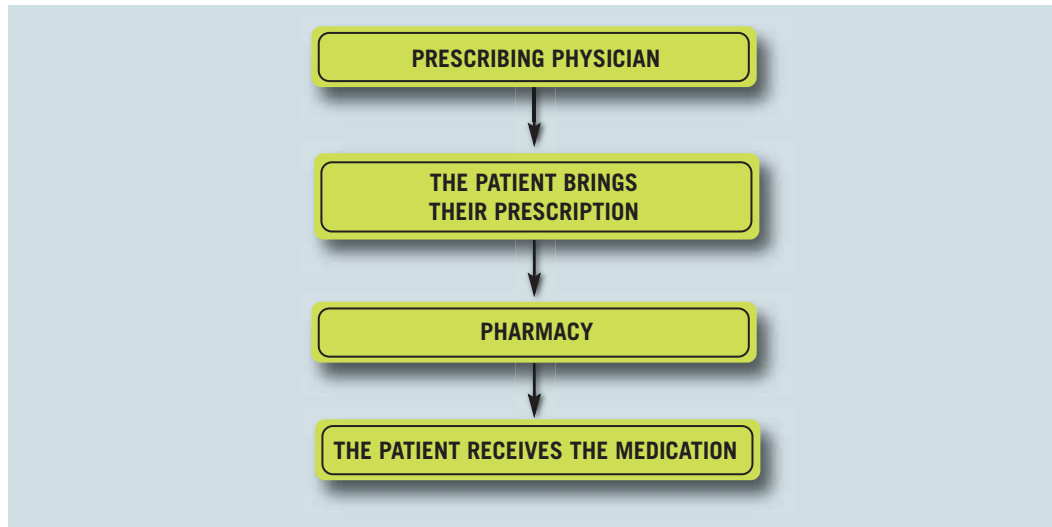 PRESCRIBING PHYSICIAN
THE PATIENT BRINGS
THEIR PRESCRIPTION
PHARMACY
THE PATIENT RECEIVES THE MEDICATION